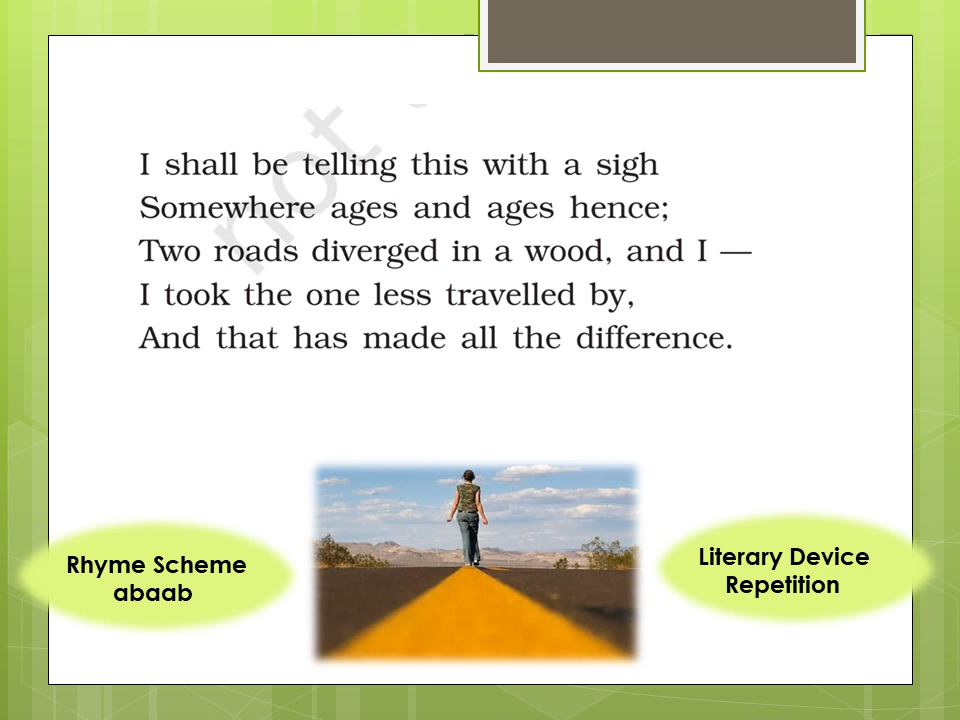 not
I shall be telling this with a sigh
Somewhere ages and ages hence;
Two roads diverged in a wood, and I —
I took the one less travelled by,
And that has made all the difference.
Rhyme Scheme
abaab
Literary Device
Repetition